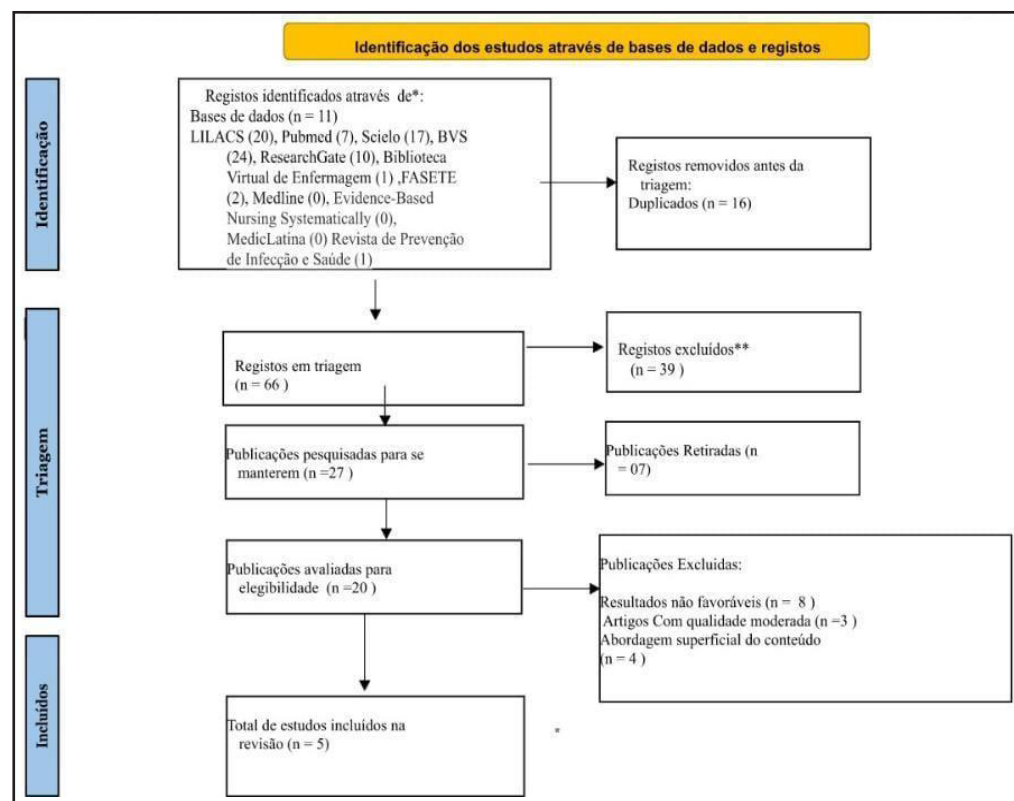 Identificação dos estudos através de bases de dados e registos
Identificação
Registos identificados através de*:
Bases de dados (n = 11)
LILACS (20), Pubmed (7), Scielo (17), BVS
(24), ResearchGate (10), Biblioteca
Virtual de Enfermagem (1) ,FASETE
(2), Medline (0), Evidence-Based
Nursing Systematically (0),
MedicLatina (0) Revista de Prevenção
de Infecção e Saúde (1)
Registos removidos antes da
triagem:
Duplicados (n = 16)
Triagem
Registos em triagem
(n = 66 )
Registos excluídos**
(n = 39 )
Publicações pesquisadas para se
manterem (n =27 )
Publicações Retiradas (n
= 07)
Publicações avaliadas para
elegibilidade (n =20 )
Publicações Excluidas:
Resultados não favoráveis (n = 8 )
Artigos Com qualidade moderada (n =3 )
Abordagem superficial do conteúdo
(n = 4 )
Incluídos
Total de estudos incluídos na
revisão (n = 5)
*